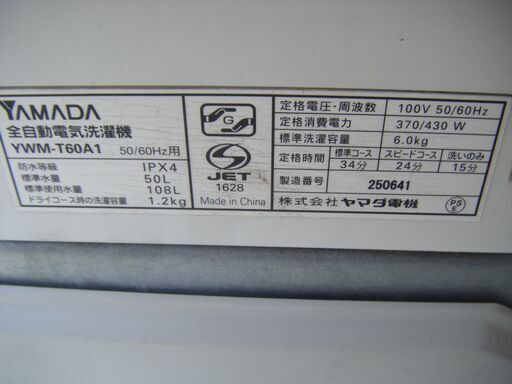 YAMADA
全自動電気洗濯機
YWM-T60A1 50/60Hz用
防水等級 IPX4
標準水量 50L
標準使用水量 108L
ドライコース時の洗濯容量 1.2kg
G
S
JET
1628
Made in China
定格電圧・周波数 100V 50/60Hz
定格消費電力 370/430 W
標準洗濯容量 6.0kg
定格時間 標準コース 34分 スピードコース 24分 洗いのみ 15分
製造番号 250641
株式会社 ヤマダ電機
PS
E